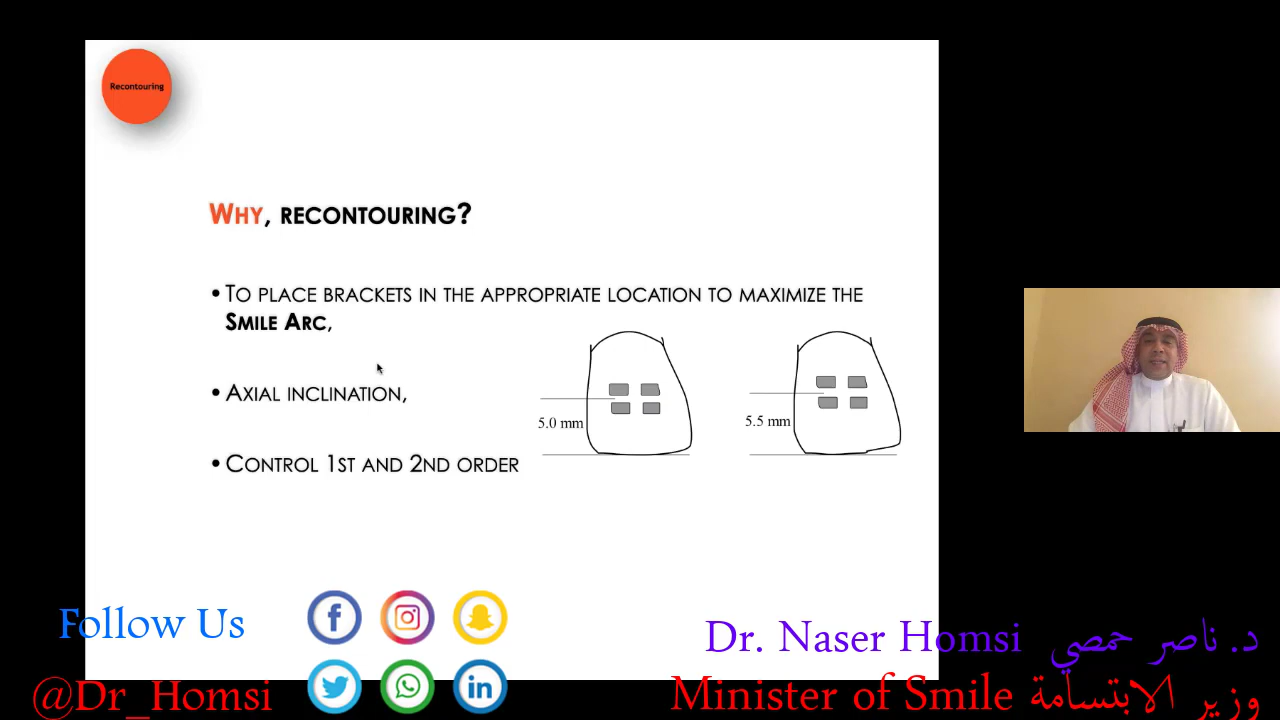 Recontouring
WHY, RECONTOURING?
• TO PLACE BRACKETS IN THE APPROPRIATE LOCATION TO MAXIMIZE THE
SMILE ARC,
• AXIAL INCLINATION,
• CONTROL 1ST AND 2ND ORDER
5.0 mm
5.5 mm
Follow Us
@Dr_Homsi
Dr. Naser Homsi د. ناصر حمصي
Minister of Smile وزير الابتسامة